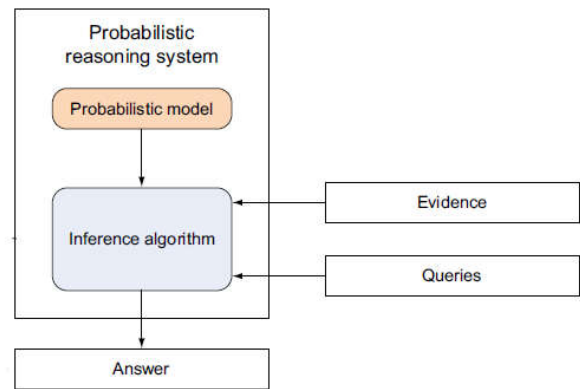 Probabilistic
reasoning system
Probabilistic model
Inference algorithm
Evidence
Queries
Answer